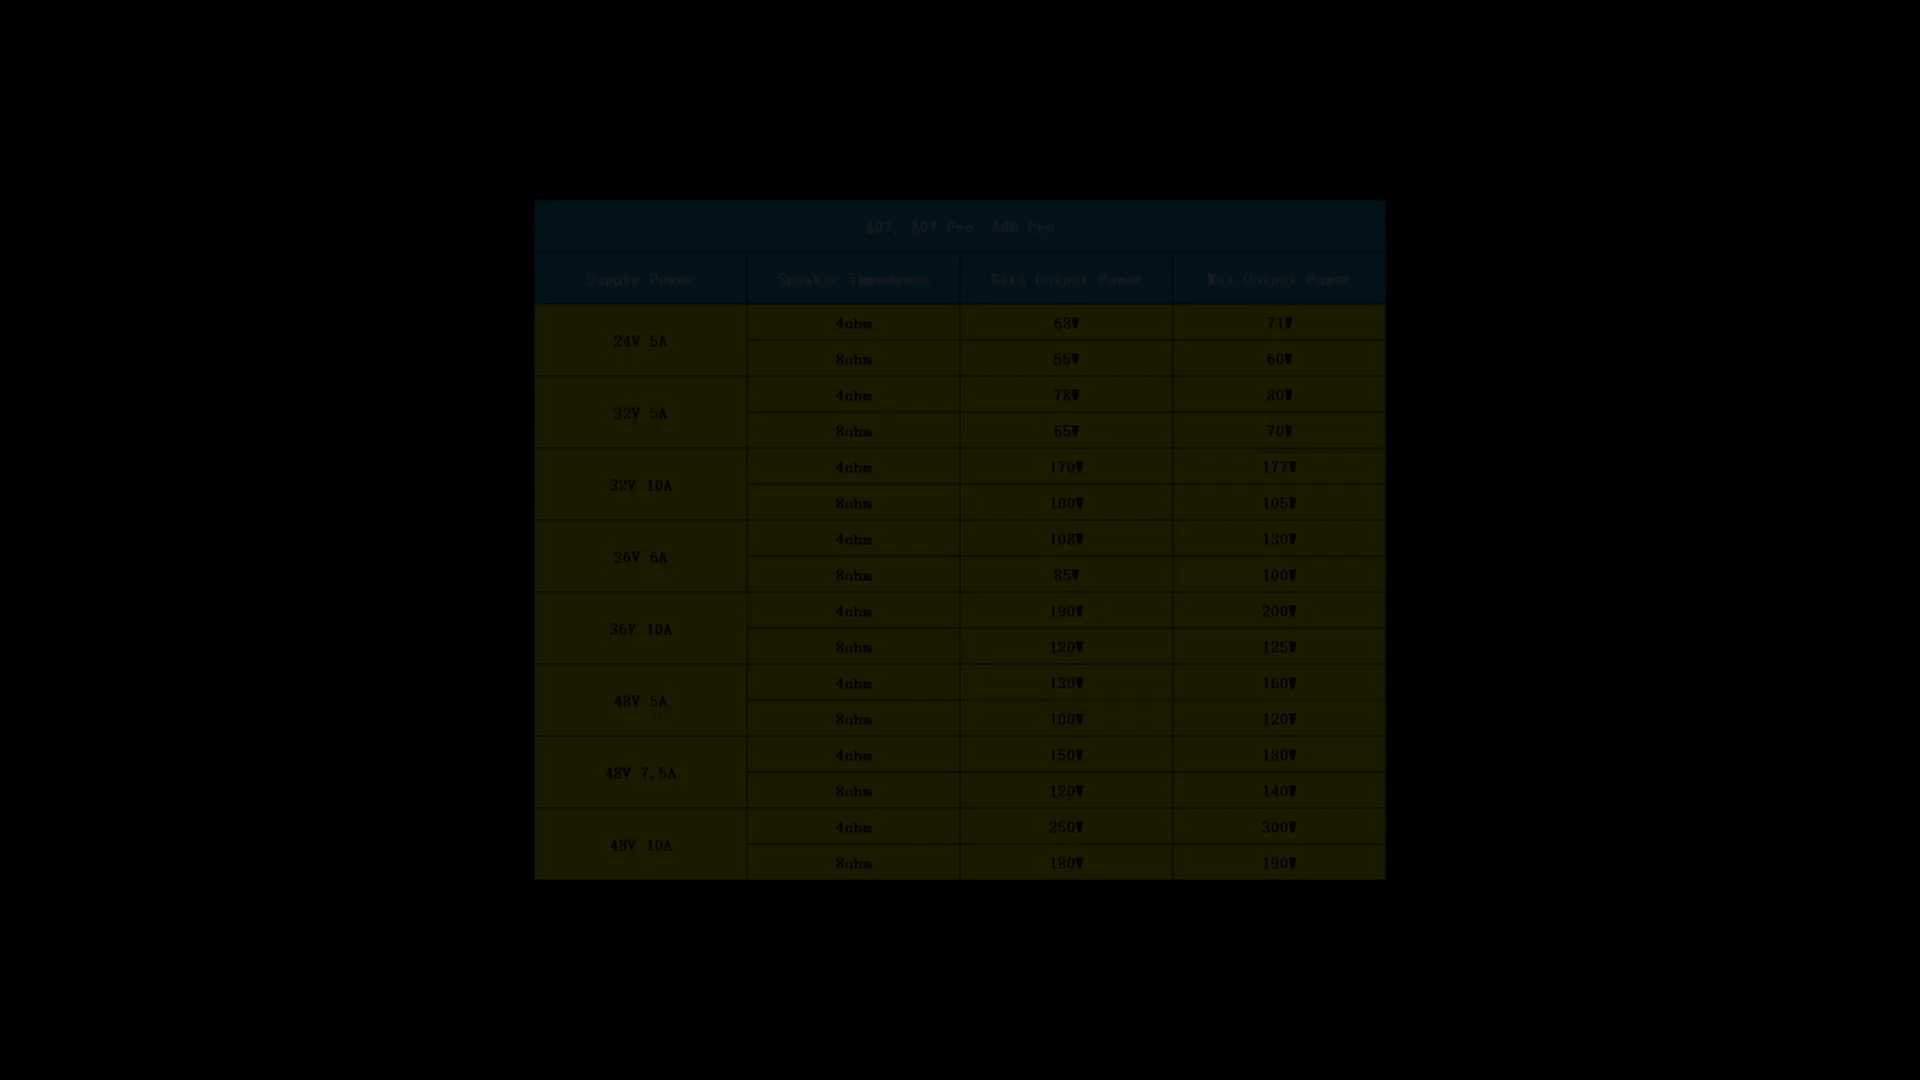 A07, A07 Pro, A08 Pro
Supply Power Speaker Impedance Rate Output Power Max Output Power
24V 5A 4ohm 68W 71W
8ohm 55W 60W
32V 5A 4ohm 78W 80W
8ohm 65W 70W
32V 10A 4ohm 170W 177W
8ohm 100W 105W
36V 6A 4ohm 108W 130W
8ohm 85W 100W
36V 10A 4ohm 190W 200W
8ohm 120W 125W
48V 5A 4ohm 130W 160W
8ohm 100W 120W
48V 7.5A 4ohm 150W 180W
8ohm 120W 140W
48V 10A 4ohm 250W 300W
8ohm 180W 190W